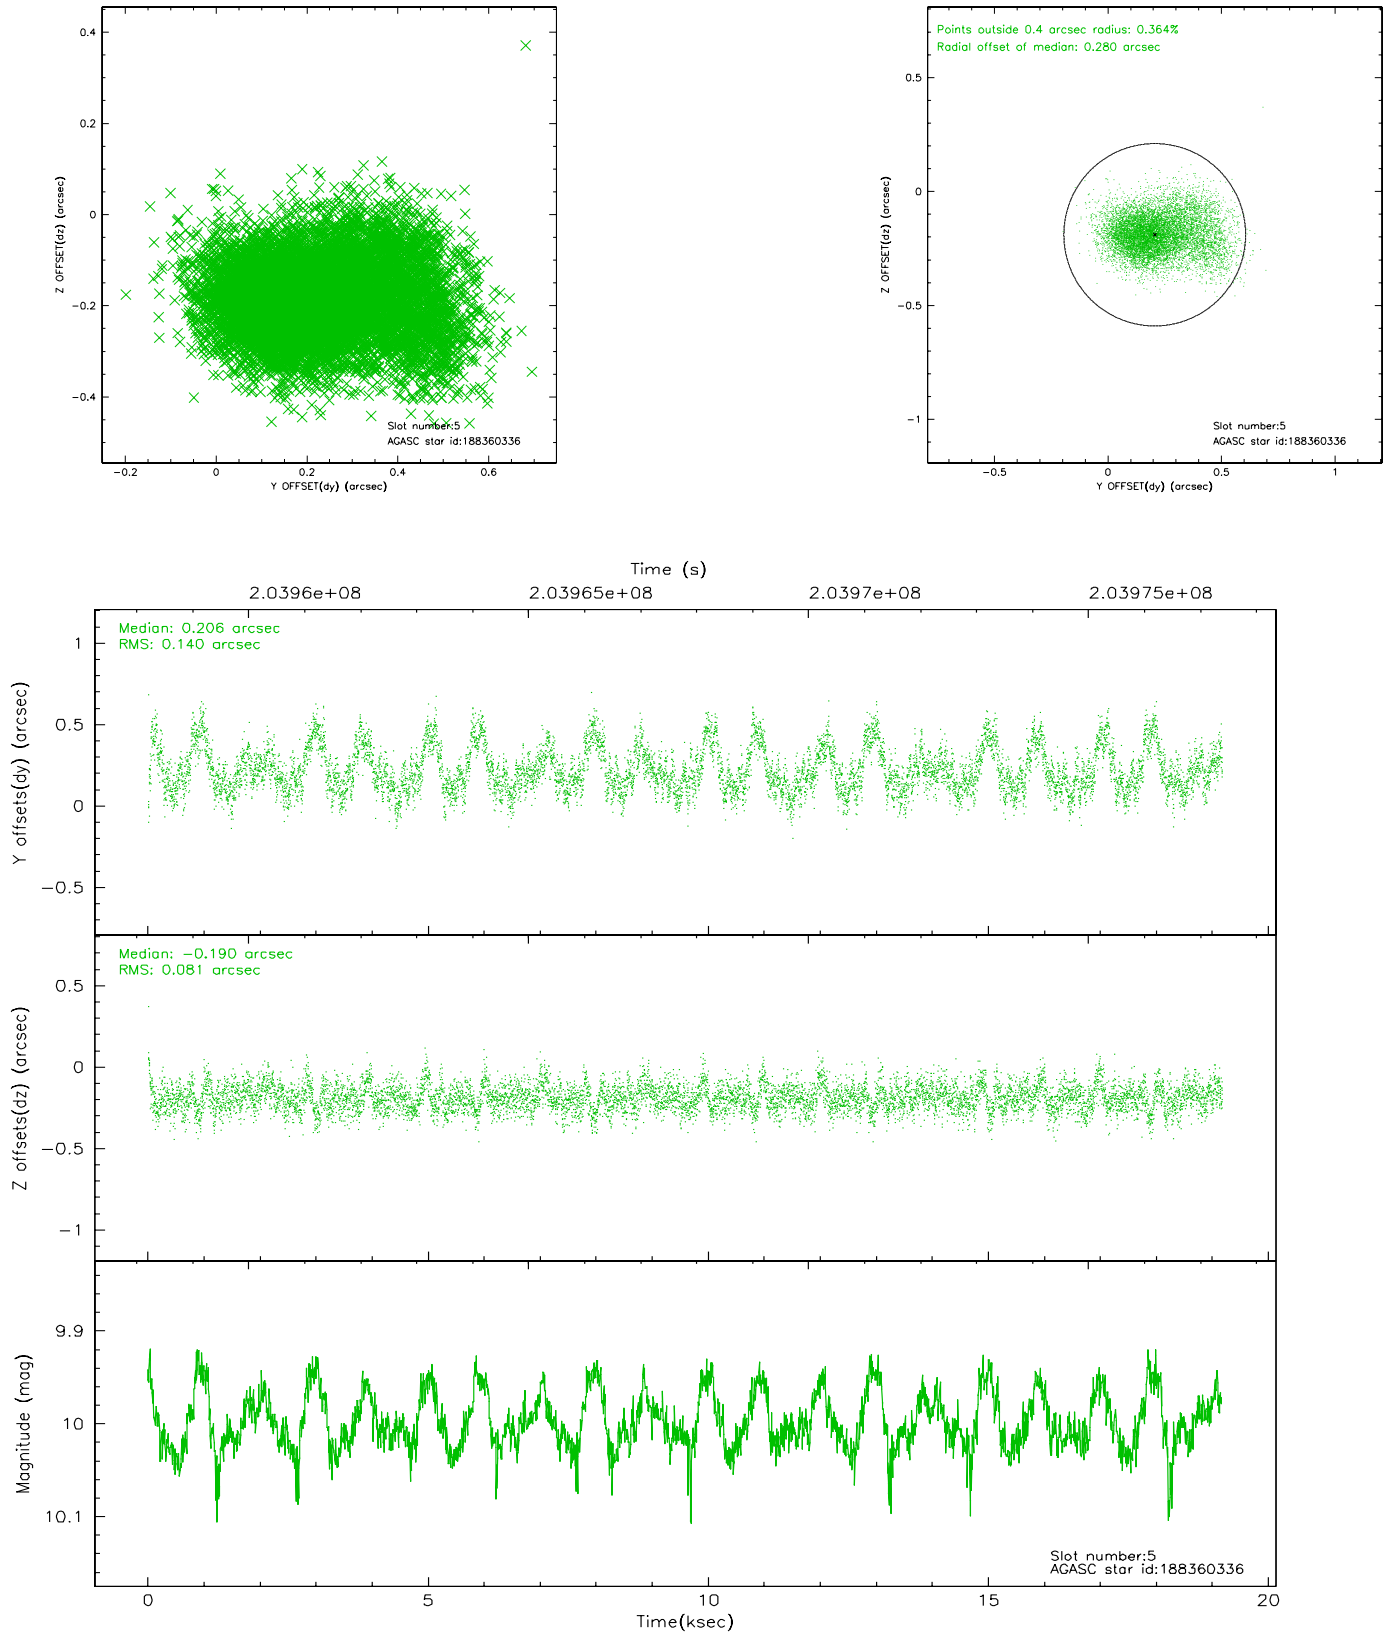 0.4
0.2
0
−0.2
−0.4
Z OFFSET(dz) (arcsec)
−0.2 0 0.2 0.4 0.6
Y OFFSET(dy) (arcsec)
Slot number:5
AGASC star id:188360336
Points outside 0.4 arcsec radius: 0.364%
Radial offset of median: 0.280 arcsec
0.5
0
−0.5
−1
Z OFFSET(dz) (arcsec)
−0.5 0 0.5 1
Y OFFSET(dy) (arcsec)
Slot number:5
AGASC star id:188360336
Time (s)
2.0396e+08 2.03965e+08 2.0397e+08 2.03975e+08
Median: 0.206 arcsec
RMS: 0.140 arcsec
1
0.5
0
−0.5
Y offsets(dy) (arcsec)
Median: −0.190 arcsec
RMS: 0.081 arcsec
0.5
0
−0.5
−1
Z offsets(dz) (arcsec)
9.9
10
10.1
Magnitude (mag)
Slot number:5
AGASC star id:188360336
0 5 10 15 20
Time(ksec)